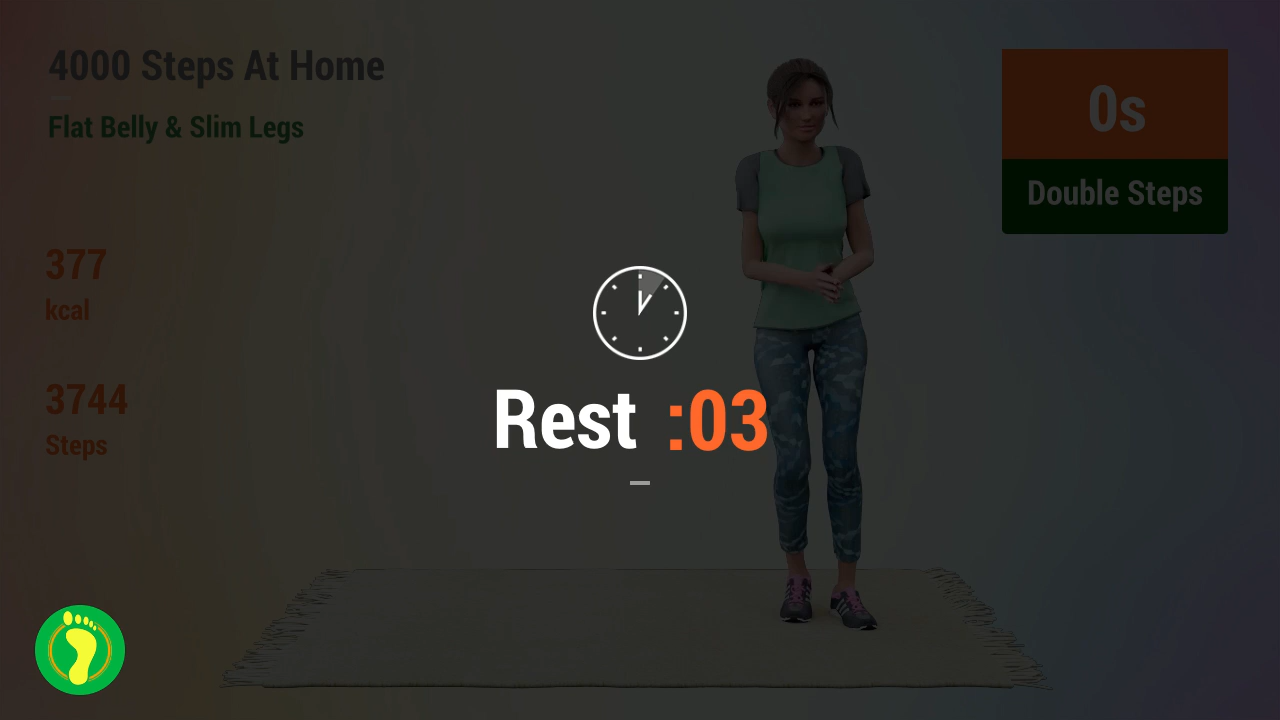 4000 Steps At Home
Flat Belly & Slim Legs
0s
Double Steps
377
kcal
3744
Steps
Rest :03